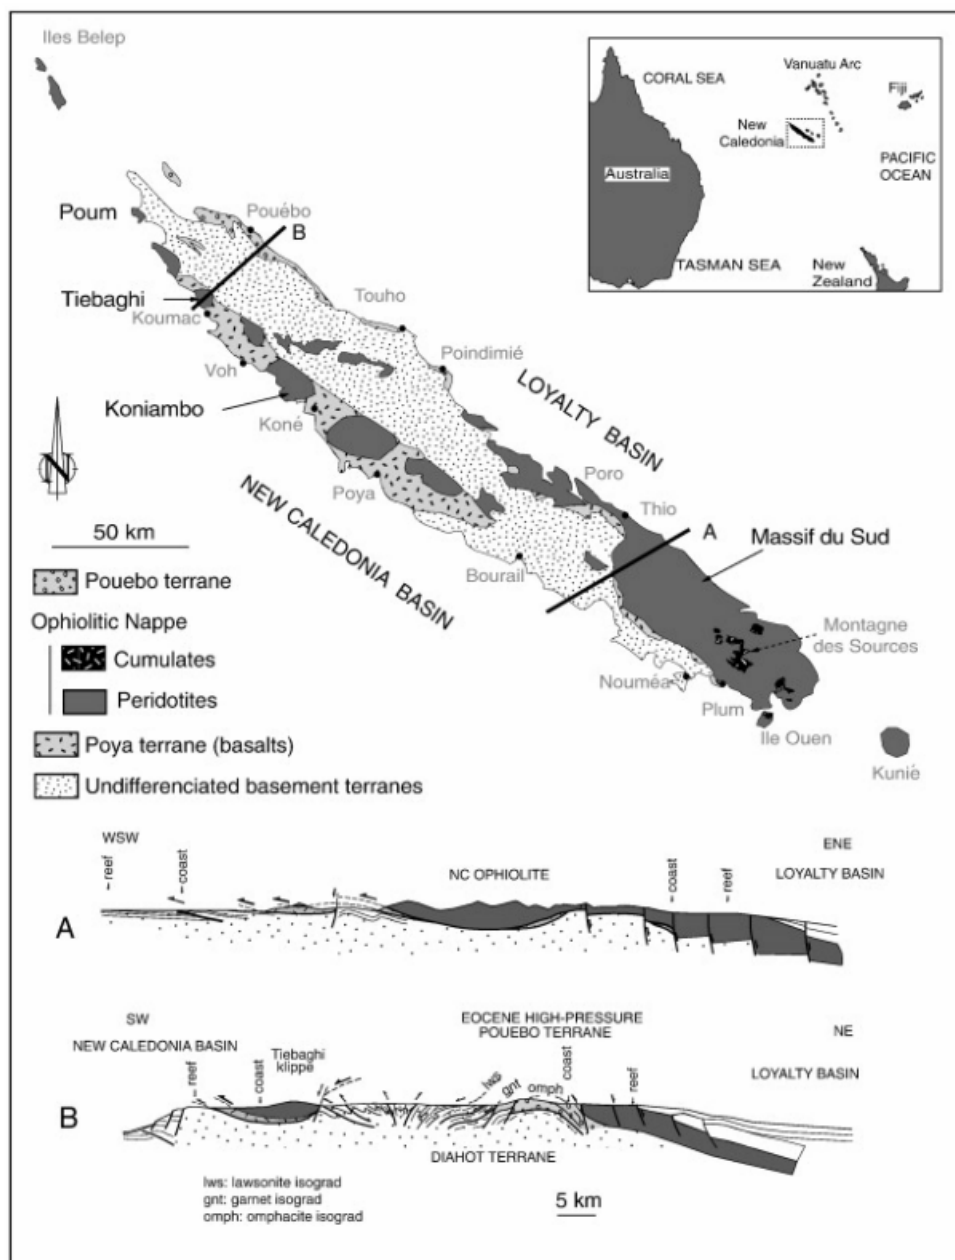 Iles Belep
Poum
Pouébo
B
Tiebaghi
Koumac
Touho
Voh
Poindimié
Koniambo
Koné
LOYALTY BASIN
Poya
Poro
NEW CALEDONIA BASIN
Thio
A
Bourail
Massif du Sud
Montagne
des Sources
Nouméa
Plum
Ile Ouen
Kunié
N
50 km
CORAL SEA
Vanuatu Arc
Fiji
New
Caledonia
PACIFIC
OCEAN
Australia
TASMAN SEA
New
Zealand
Pouebo terrane
Ophiolitic Nappe
Cumulates
Peridotites
Poya terrane (basalts)
Undifferenciated basement terranes
WSW
reef
coast
NC OPHIOLITE
coast
reef
ENE
LOYALTY BASIN
A
SW
NEW CALEDONIA BASIN
reef
coast
Tiebaghi
klippe
EOCENE HIGH-PRESSURE
POUEBO TERRANE
lws
gnt
omph
coast
reef
NE
LOYALTY BASIN
B
DIAHOT TERRANE
lws: lawsonite isograd
gnt: garnet isograd
omph: omphacite isograd
5 km